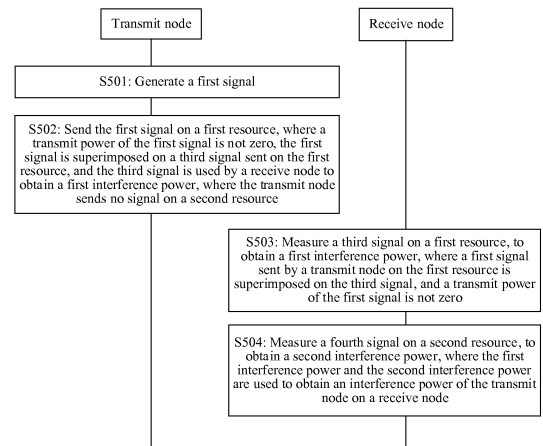 Transmit node
Receive node
S501: Generate a first signal
S502: Send the first signal on a first resource, where a
transmit power of the first signal is not zero, the
first signal is superimposed on a third signal sent on the first
resource, and the third signal is used by a receive node to
obtain a first interference power, where the transmit node
sends no signal on a second resource
S503: Measure a third signal on a first resource, to
obtain a first interference power, where a first signal
sent by a transmit node on the first resource is
superimposed on the third signal, and a transmit power
of the first signal is not zero
S504: Measure a fourth signal on a second resource, to
obtain a second interference power, where the first
interference power and the second interference power
are used to obtain an interference power of the transmit
node on a receive node